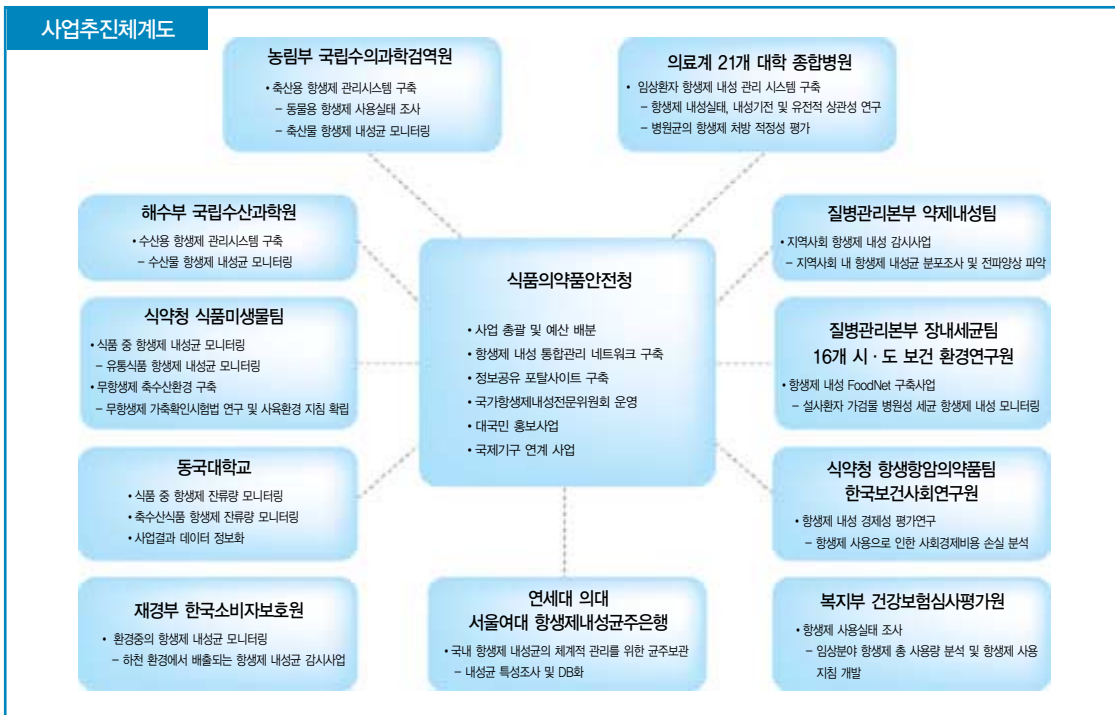 사업추진체계도
농림부 국립수의과학검역원
• 축산용 항생제 관리시스템 구축
– 동물용 항생제 사용실태 조사
– 축산물 항생제 내성균 모니터링
의료계 21개 대학 종합병원
• 임상환자 항생제 내성 관리 시스템 구축
– 항생제 내성실태, 내성기전 및 유전적 상관성 연구
– 병원균의 항생제 처방 적정성 평가
해수부 국립수산과학원
• 수산용 항생제 관리시스템 구축
– 수산물 항생제 내성균 모니터링
질병관리본부 약제내성팀
• 지역사회 항생제 내성 감시사업
– 지역사회 내 항생제 내성균 분포조사 및 전파양상 파악
식품의약품안전청
• 사업 총괄 및 예산 배분
• 항생제 내성 통합관리 네트워크 구축
• 정보공유 포탈사이트 구축
• 국가항생제내성전문위원회 운영
• 대국민 홍보사업
• 국제기구 연계 사업
식약청 식품미생물팀
• 식품 중 항생제 내성균 모니터링
– 유통식품 항생제 내성균 모니터링
• 무항생제 축수산환경 구축
– 무항생제 가축확인시험법 연구 및 사육환경 지침 확립
질병관리본부 장내세균팀
16개 시 · 도 보건 환경연구원
• 항생제 내성 FoodNet 구축사업
– 설사환자 가검물 병원성 세균 항생제 내성 모니터링
동국대학교
• 식품 중 항생제 잔류량 모니터링
• 축수산식품 항생제 잔류량 모니터링
• 사업결과 데이터 정보화
식약청 항생항암의약품팀
한국보건사회연구원
• 항생제 내성 경제성 평가연구
– 항생제 사용으로 인한 사회경제비용 손실 분석
재경부 한국소비자보호원
• 환경중의 항생제 내성균 모니터링
– 하천 환경에서 배출되는 항생제 내성균 감시사업
연세대 의대
서울여대 항생제내성균주은행
• 국내 항생제 내성균의 체계적 관리를 위한 균주보관
– 내성균 특성조사 및 DB화
복지부 건강보험심사평가원
• 항생제 사용실태 조사
– 임상분야 항생제 총 사용량 분석 및 항생제 사용
지침 개발